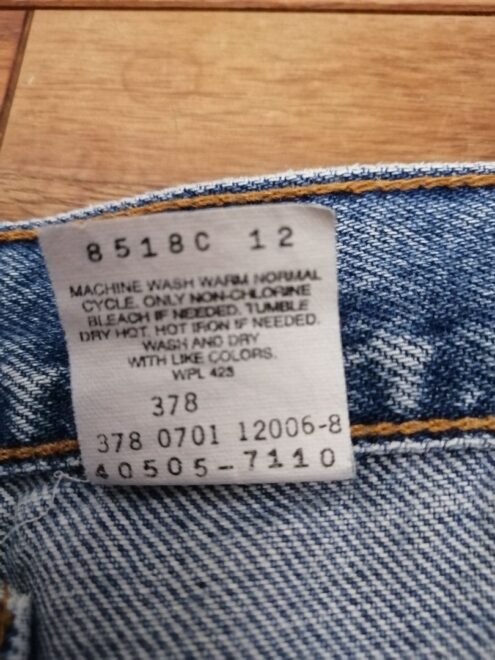 8518C 12
MACHINE WASH WARM NORMAL
CYCLE. ONLY NON-CHLORINE
BLEACH IF NEEDED. TUMBLE
DRY HOT. HOT IRON IF NEEDED.
WASH AND DRY
WITH LIKE COLORS.
WPL 423
378
378 0701 12006-8
40505-7110